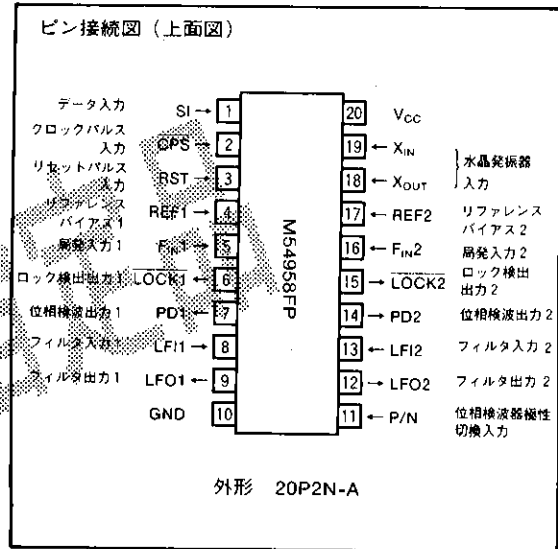 ピン接続図（上面図）
データ入力 SI→ 1
クロックパルス入力 CPS→ 2
リセットパルス入力 RST→ 3
リファレンスバイアス1 REF1→ 4
局発入力1 FIN1→ 5
ロック検出出力1 LOCK1← 6
位相検波出力1 PD1← 7
フィルタ入力1 LFI1→ 8
フィルタ出力1 LFO1← 9
GND 10
M54958FP
20 VCC
19 ←XIN
18 →XOUT
水晶発振器入力
17 ←REF2 リファレンスバイアス2
16 ←FIN2 局発入力2
15 →LOCK2 ロック検出出力2
14 →PD2 位相検波出力2
13 ←LFI2 フィルタ入力2
12 →LFO2 フィルタ出力2
11 ←P/N 位相検波器極性切換入力
外形 20P2N-A